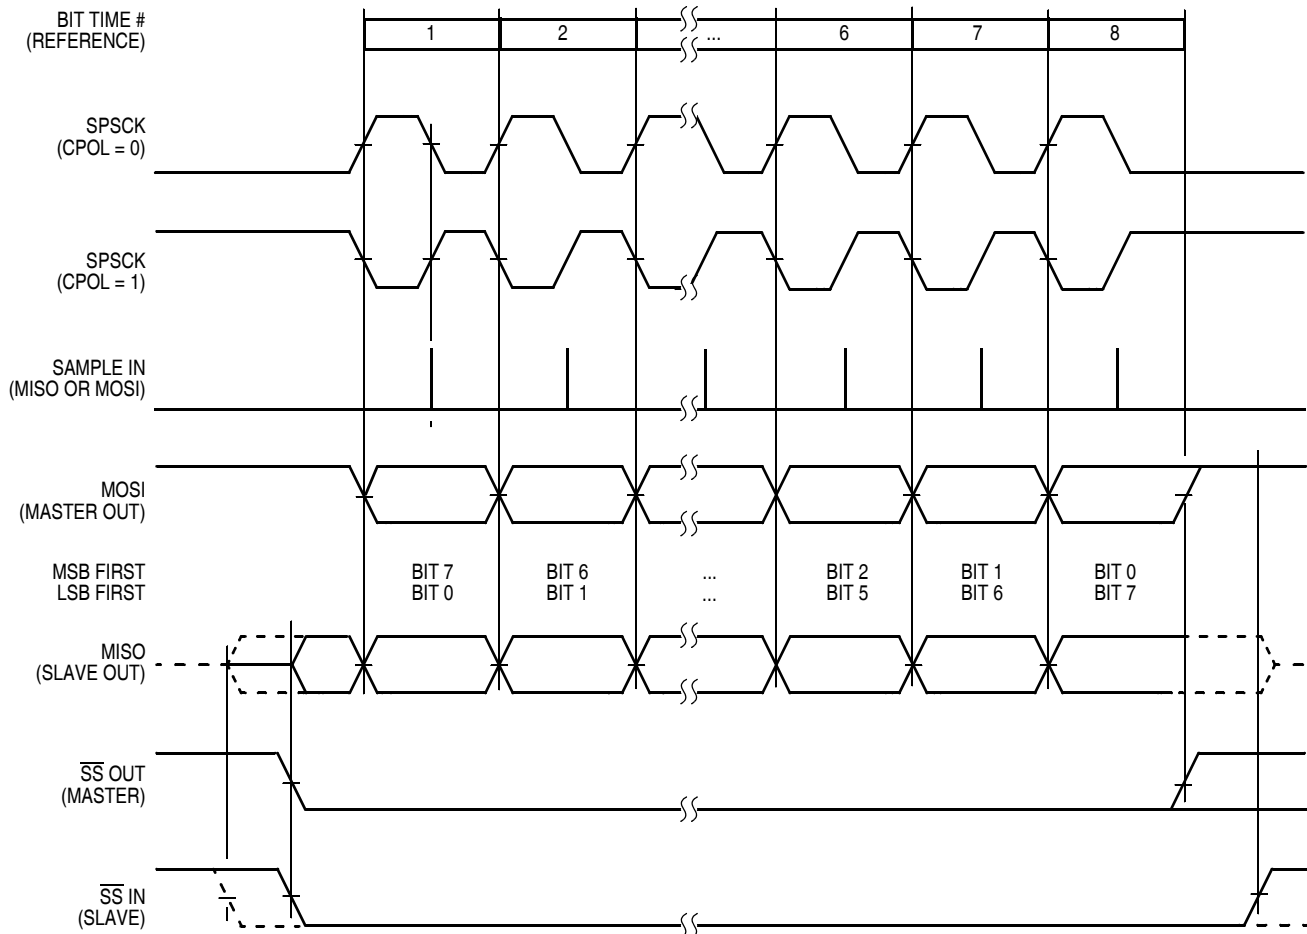 BIT TIME #
(REFERENCE)
1 2 ... 6 7 8
SPSCK
(CPOL = 0)
SPSCK
(CPOL = 1)
SAMPLE IN
(MISO OR MOSI)
MOSI
(MASTER OUT)
MSB FIRST BIT 7 BIT 6 ... BIT 2 BIT 1 BIT 0
LSB FIRST BIT 0 BIT 1 ... BIT 5 BIT 6 BIT 7
MISO
(SLAVE OUT)
S̅S̅ OUT
(MASTER)
S̅S̅ IN
(SLAVE)